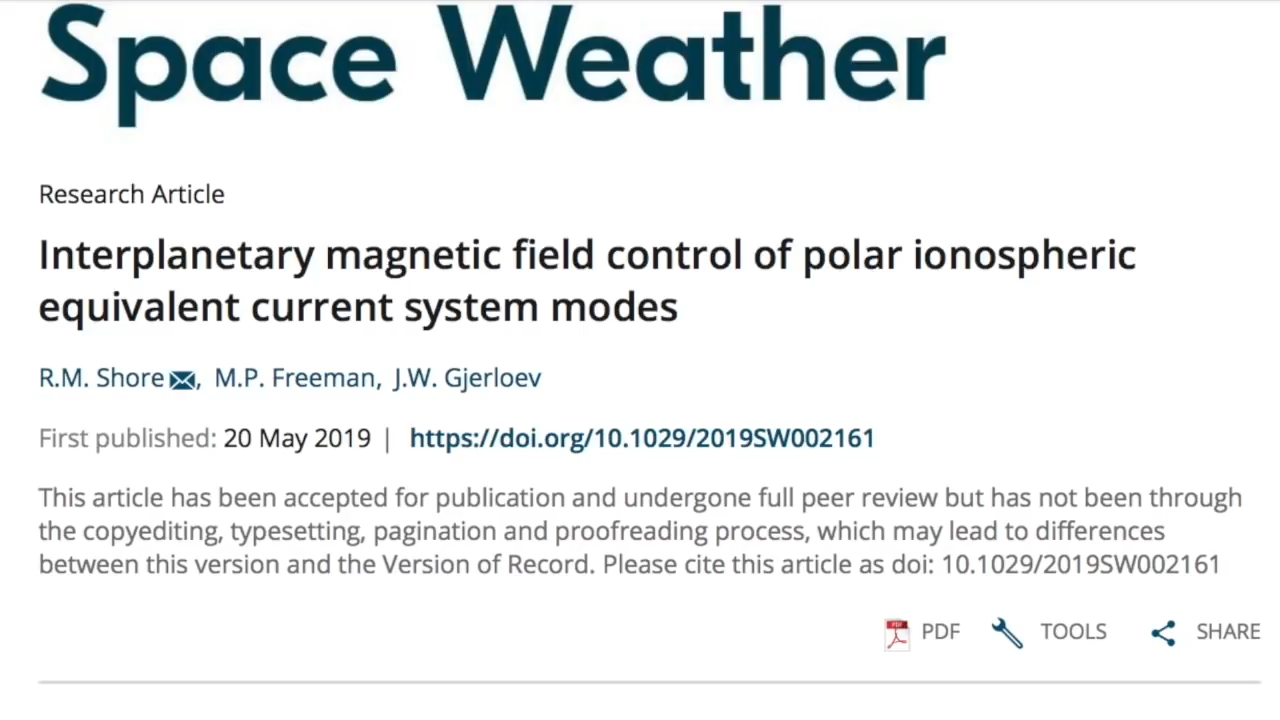 Space Weather
Research Article
Interplanetary magnetic field control of polar ionospheric
equivalent current system modes
R.M. Shore, M.P. Freeman, J.W. Gjerloev
First published: 20 May 2019 | https://doi.org/10.1029/2019SW002161
This article has been accepted for publication and undergone full peer review but has not been through
the copyediting, typesetting, pagination and proofreading process, which may lead to differences
between this version and the Version of Record. Please cite this article as doi: 10.1029/2019SW002161
PDF PDF TOOLS SHARE